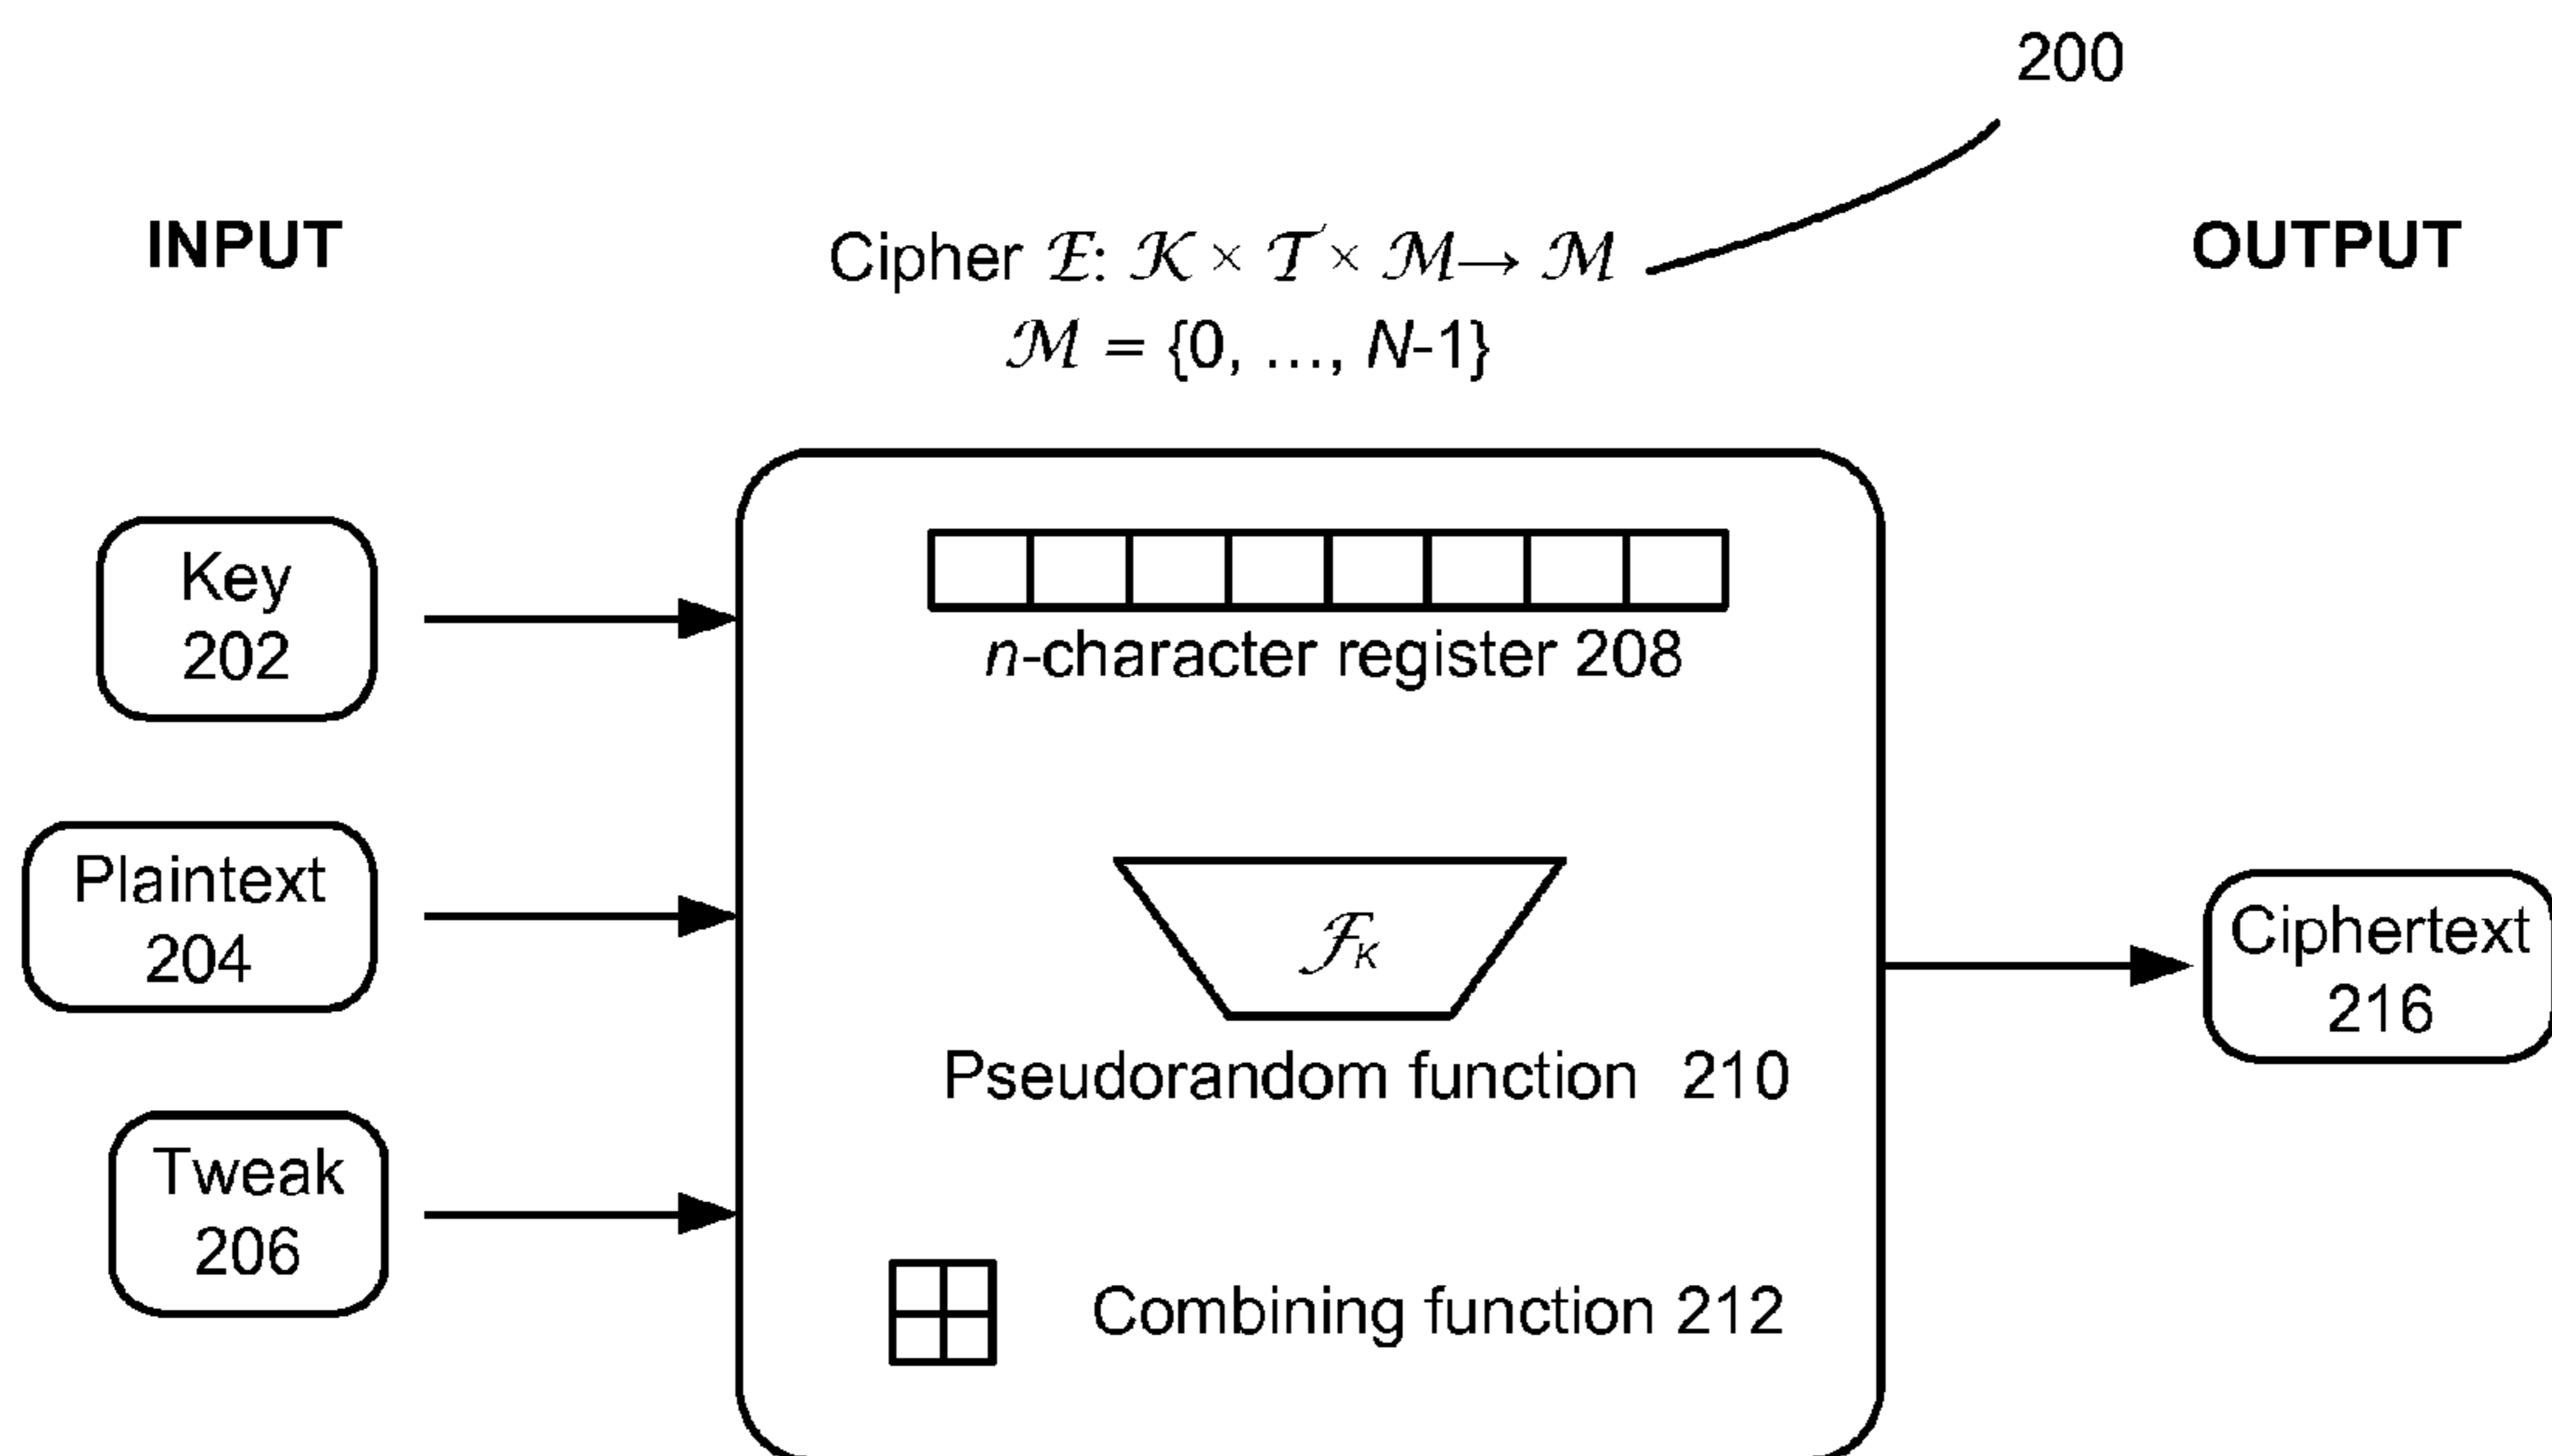 200
INPUT
Cipher ℰ: 𝒦 × 𝒯 × ℳ → ℳ
ℳ = {0, ..., N-1}
OUTPUT
Key
202
n-character register 208
Plaintext
204
ℱK
Pseudorandom function 210
Ciphertext
216
Tweak
206
Combining function 212